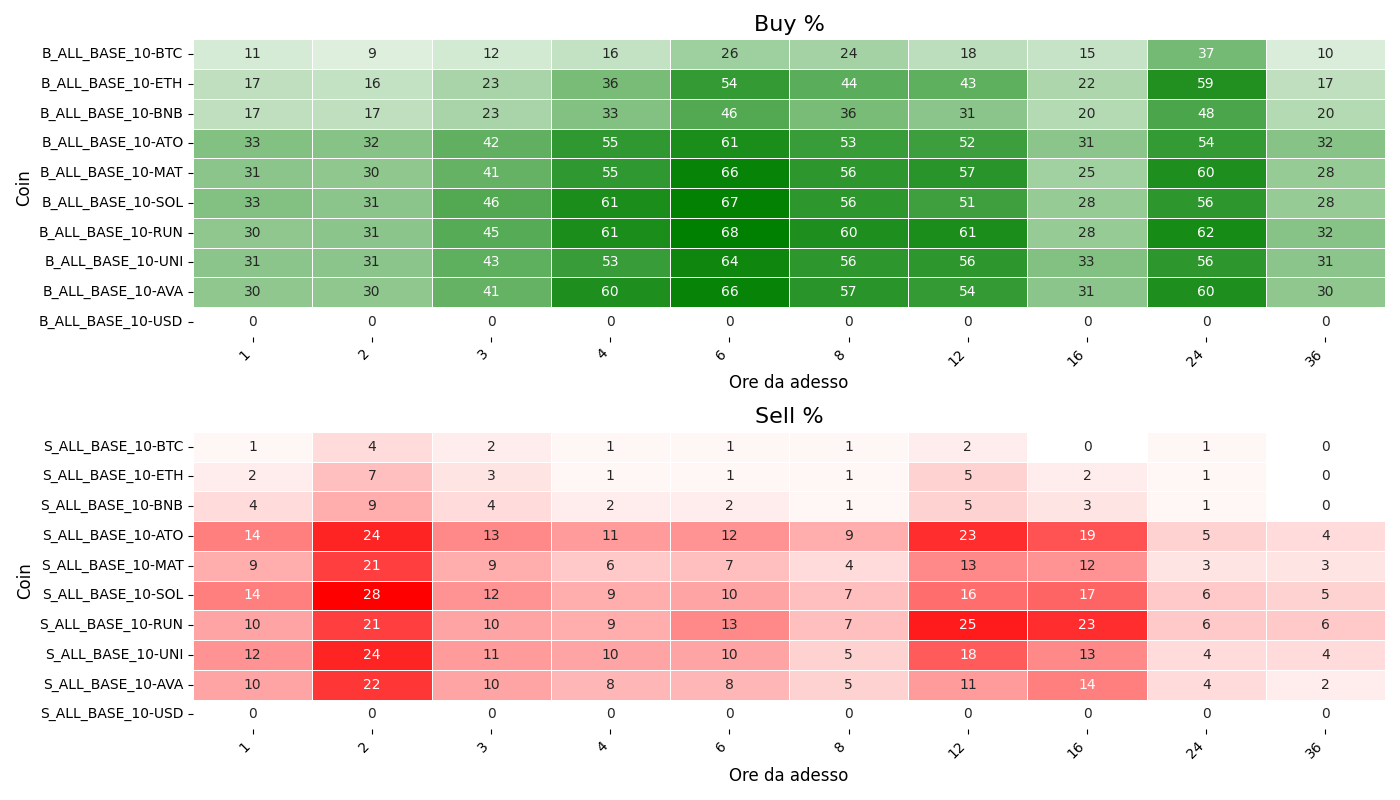 Buy %
Coin
B_ALL_BASE_10-BTC 11 9 12 16 26 24 18 15 37 10
B_ALL_BASE_10-ETH 17 16 23 36 54 44 43 22 59 17
B_ALL_BASE_10-BNB 17 17 23 33 46 36 31 20 48 20
B_ALL_BASE_10-ATO 33 32 42 55 61 53 52 31 54 32
B_ALL_BASE_10-MAT 31 30 41 55 66 56 57 25 60 28
B_ALL_BASE_10-SOL 33 31 46 61 67 56 51 28 56 28
B_ALL_BASE_10-RUN 30 31 45 61 68 60 61 28 62 32
B_ALL_BASE_10-UNI 31 31 43 53 64 56 56 33 56 31
B_ALL_BASE_10-AVA 30 30 41 60 66 57 54 31 60 30
B_ALL_BASE_10-USD 0 0 0 0 0 0 0 0 0 0
1 2 3 4 6 8 12 16 24 36
Ore da adesso
Sell %
Coin
S_ALL_BASE_10-BTC 1 4 2 1 1 1 2 0 1 0
S_ALL_BASE_10-ETH 2 7 3 1 1 1 5 2 1 0
S_ALL_BASE_10-BNB 4 9 4 2 2 1 5 3 1 0
S_ALL_BASE_10-ATO 14 24 13 11 12 9 23 19 5 4
S_ALL_BASE_10-MAT 9 21 9 6 7 4 13 12 3 3
S_ALL_BASE_10-SOL 14 28 12 9 10 7 16 17 6 5
S_ALL_BASE_10-RUN 10 21 10 9 13 7 25 23 6 6
S_ALL_BASE_10-UNI 12 24 11 10 10 5 18 13 4 4
S_ALL_BASE_10-AVA 10 22 10 8 8 5 11 14 4 2
S_ALL_BASE_10-USD 0 0 0 0 0 0 0 0 0 0
1 2 3 4 6 8 12 16 24 36
Ore da adesso